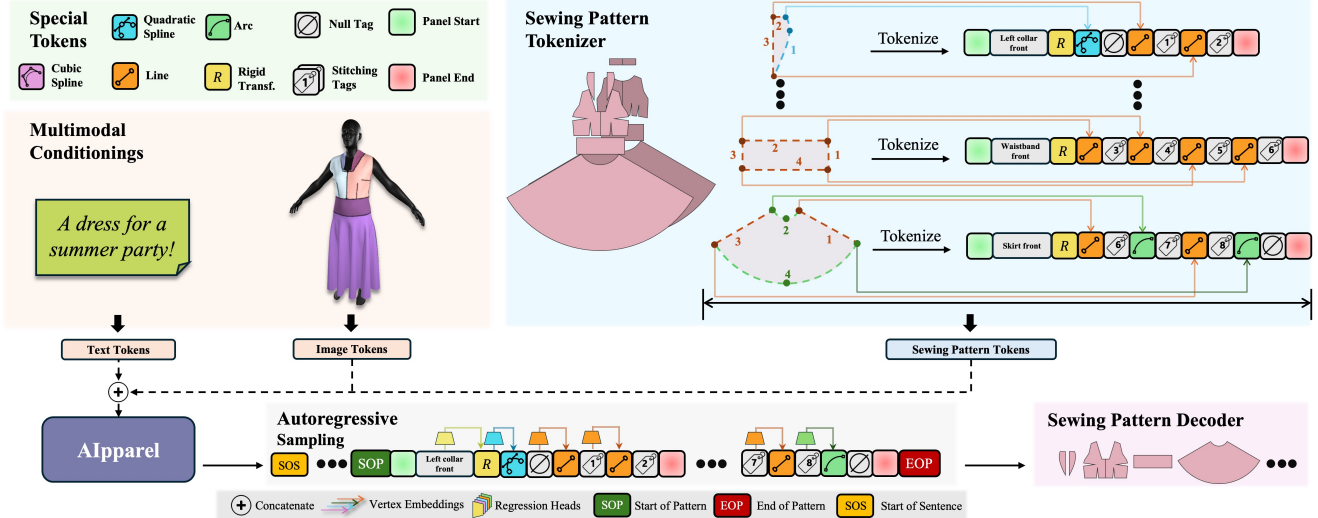 Special
Tokens
Quadratic
Spline
Arc
Null Tag
Panel Start
Cubic
Spline
Line
R
Rigid
Transf.
1
Stitching
Tags
Panel End
Multimodal
Conditionings
A dress for a
summer party!
Sewing Pattern
Tokenizer
2
3
1
Tokenize
Left collar
front
R
1
2
2
3
1
4
Tokenize
Waistband
front
R
3
4
5
6
3
2
1
4
Tokenize
Skirt front
R
6
7
8
Text Tokens
Image Tokens
Sewing Pattern Tokens
AIpparel
Autoregressive
Sampling
SOS
SOP
Left collar
front
R
1
2
7
8
EOP
Sewing Pattern Decoder
Concatenate
Vertex Embeddings
Regression Heads
SOP
Start of Pattern
EOP
End of Pattern
SOS
Start of Sentence